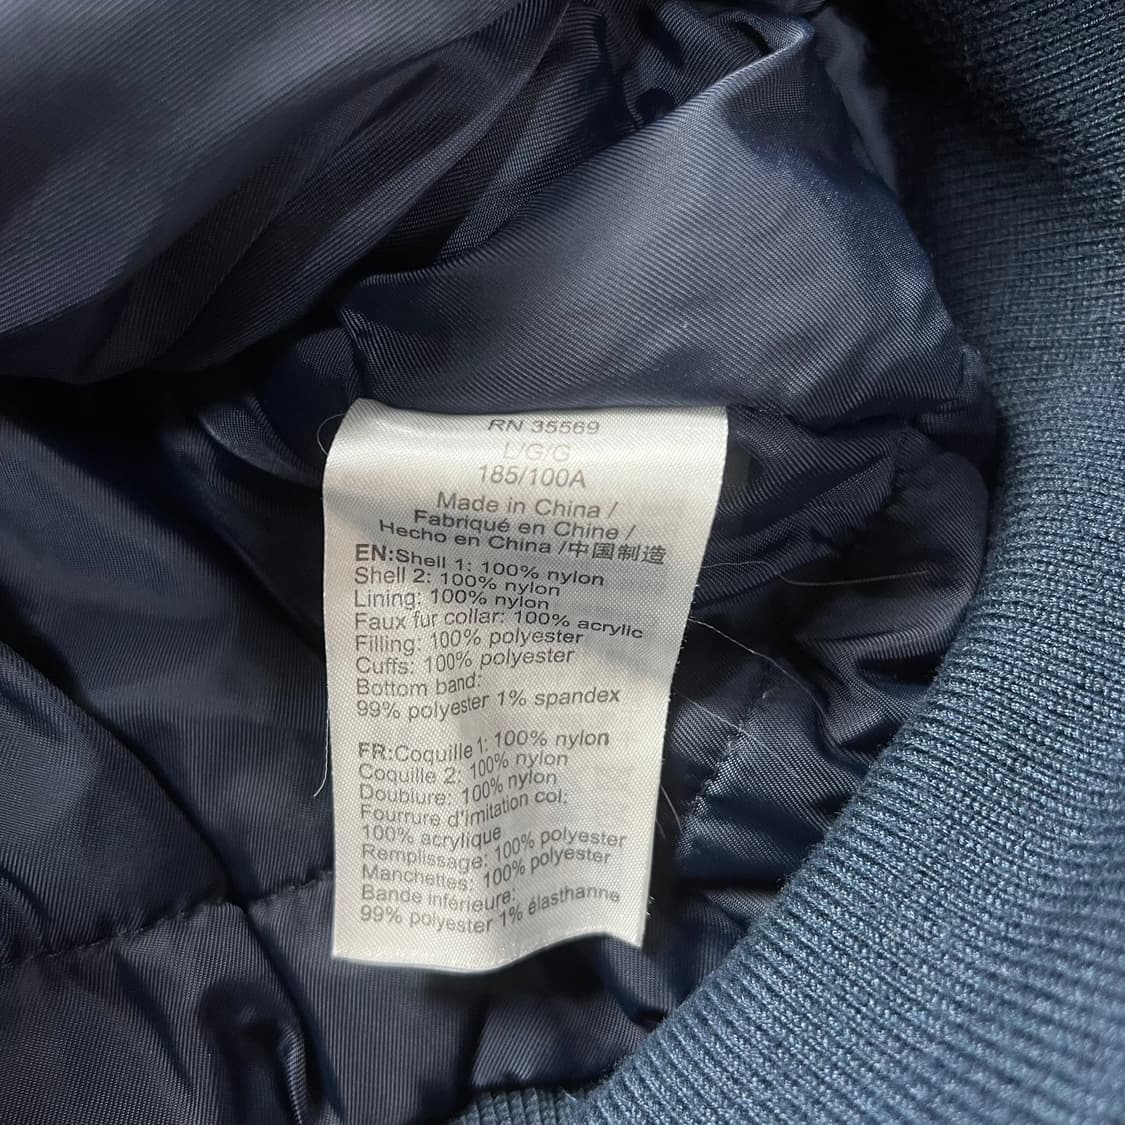 RN 35569
L/G/G
185/100A
Made in China /
Fabriqué en Chine /
Hecho en China /中国制造
EN:Shell 1: 100% nylon
Shell 2: 100% nylon
Lining: 100% nylon
Faux fur collar: 100% acrylic
Filling: 100% polyester
Cuffs: 100% polyester
Bottom band:
99% polyester 1% spandex
FR:Coquille 1: 100% nylon
Coquille 2: 100% nylon
Doublure: 100% nylon
Fourrure d'imitation col:
100% acrylique
Remplissage: 100% polyester
Manchettes: 100% polyester
Bande inférieure:
99% polyester 1% élasthanne